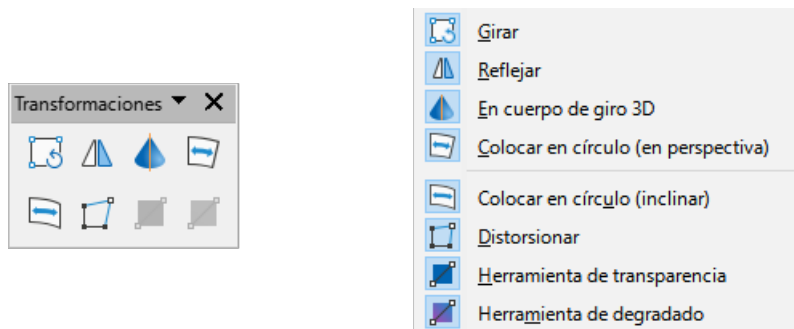 Transformaciones
Girar
Reflejar
En cuerpo de giro 3D
Colocar en círculo (en perspectiva)
Colocar en círculo (inclinar)
Distorsionar
Herramienta de transparencia
Herramienta de degradado